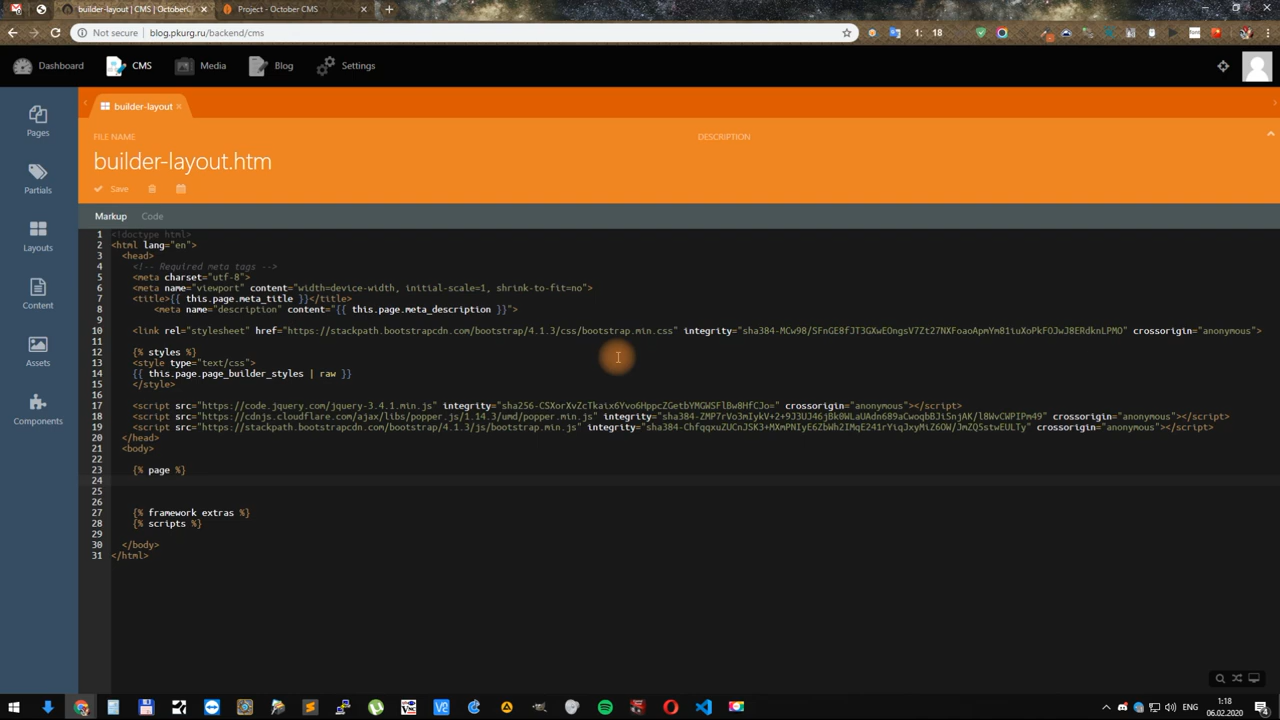 builder-layout | CMS | OctoberC
Project - October CMS
Not secure
blog.pkurg.ru/backend/cms
1: 18
Dashboard
CMS
Media
Blog
Settings
builder-layout
Pages
FILE NAME
DESCRIPTION
builder-layout.htm
Partials
Save
Markup
Code
Layouts
Content
Assets
Components
1 <!doctype html>
2 <html lang="en">
3 <head>
4 <!-- Required meta tags -->
5 <meta charset="utf-8">
6 <meta name="viewport" content="width=device-width, initial-scale=1, shrink-to-fit=no">
7 <title>{{ this.page.meta_title }}</title>
8 <meta name="description" content="{{ this.page.meta_description }}">
9
10 <link rel="stylesheet" href="https://stackpath.bootstrapcdn.com/bootstrap/4.1.3/css/bootstrap.min.css" integrity="sha384-MCw98/SFnGE8fJT3GXwEOngsV7Zt27NXFoaoApmYm81iuXoPkFOJwJ8ERdknLPMO" crossorigin="anonymous">
11
12 {% styles %}
13 <style type="text/css">
14 {{ this.page.page_builder_styles | raw }}
15 </style>
16
17 <script src="https://code.jquery.com/jquery-3.4.1.min.js" integrity="sha256-CSXorXvZcTkaix6Yvo6HppcZGetbYMGWSFlBw8HfCJo=" crossorigin="anonymous"></script>
18 <script src="https://cdnjs.cloudflare.com/ajax/libs/popper.js/1.14.3/umd/popper.min.js" integrity="sha384-ZMP7rVo3mIykV+2+9J3UJ46jBk0WLaUAdn689aCwoqbBJiSnjAK/l8WvCWPIPm49" crossorigin="anonymous"></script>
19 <script src="https://stackpath.bootstrapcdn.com/bootstrap/4.1.3/js/bootstrap.min.js" integrity="sha384-ChfqqxuZUCnJSK3+MXmPNIyE6ZbWh2IMqE241rYiqJxyMiZ6OW/JmZQ5stwEULTy" crossorigin="anonymous"></script>
20 </head>
21 <body>
22
23 {% page %}
24
25
26
27 {% framework extras %}
28 {% scripts %}
29
30 </body>
31 </html>
ENG
1:18
06.02.2020
4